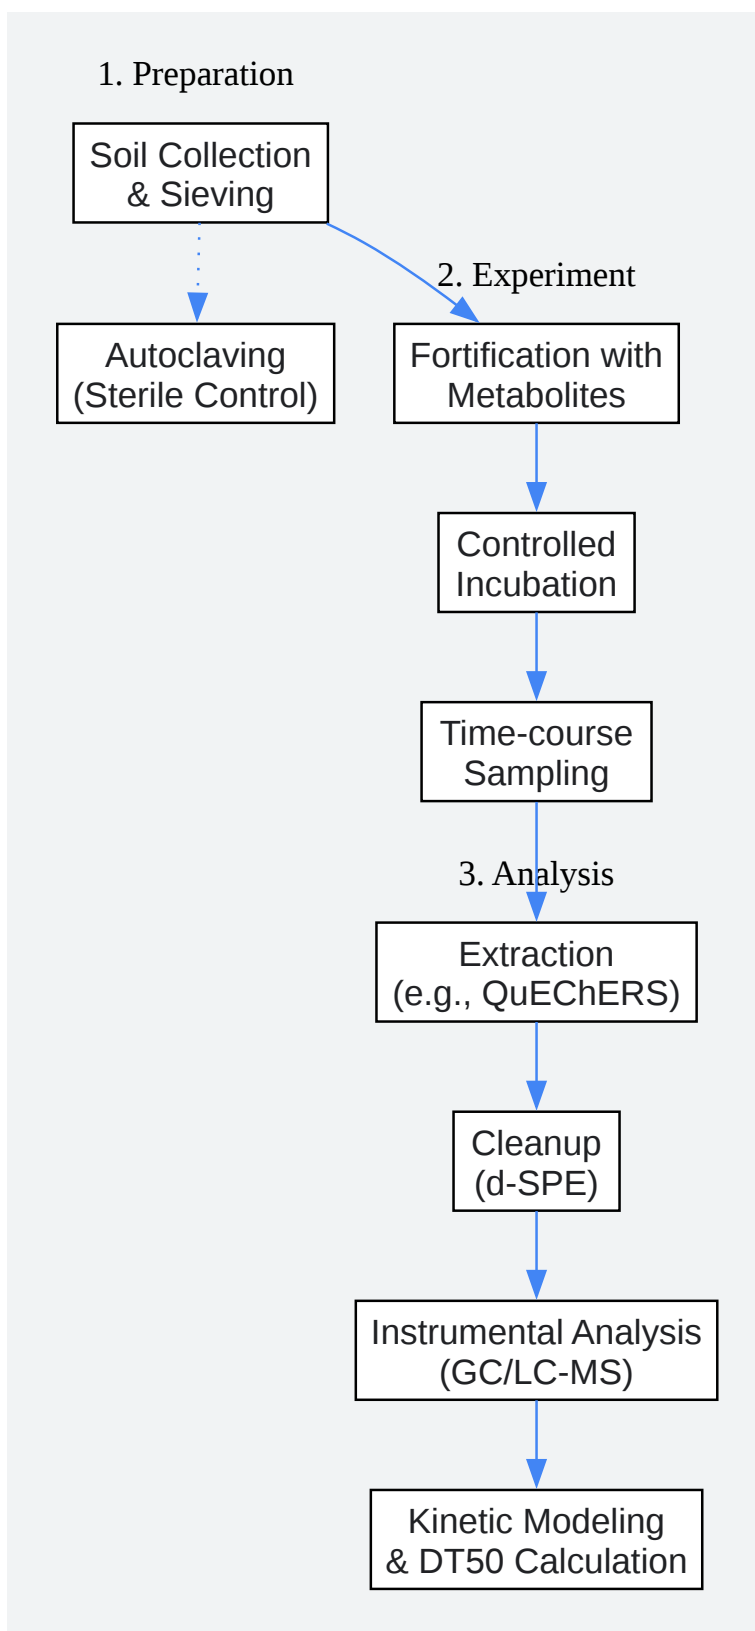 1. Preparation
Soil Collection
& Sieving
Autoclaving
(Sterile Control)
2. Experiment
Fortification with
Metabolites
Controlled
Incubation
Time-course
Sampling
3. Analysis
Extraction
(e.g., QuEChERS)
Cleanup
(d-SPE)
Instrumental Analysis
(GC/LC-MS)
Kinetic Modeling
& DT50 Calculation